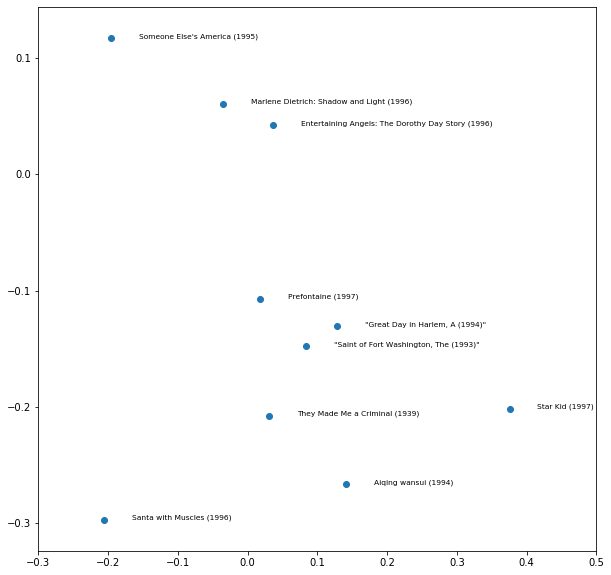 0.1
0.0
−0.1
−0.2
−0.3
Someone Else's America (1995)
Marlene Dietrich: Shadow and Light (1996)
Entertaining Angels: The Dorothy Day Story (1996)
Prefontaine (1997)
"Great Day in Harlem, A (1994)"
"Saint of Fort Washington, The (1993)"
Star Kid (1997)
They Made Me a Criminal (1939)
Aiqing wansui (1994)
Santa with Muscles (1996)
−0.3 −0.2 −0.1 0.0 0.1 0.2 0.3 0.4 0.5